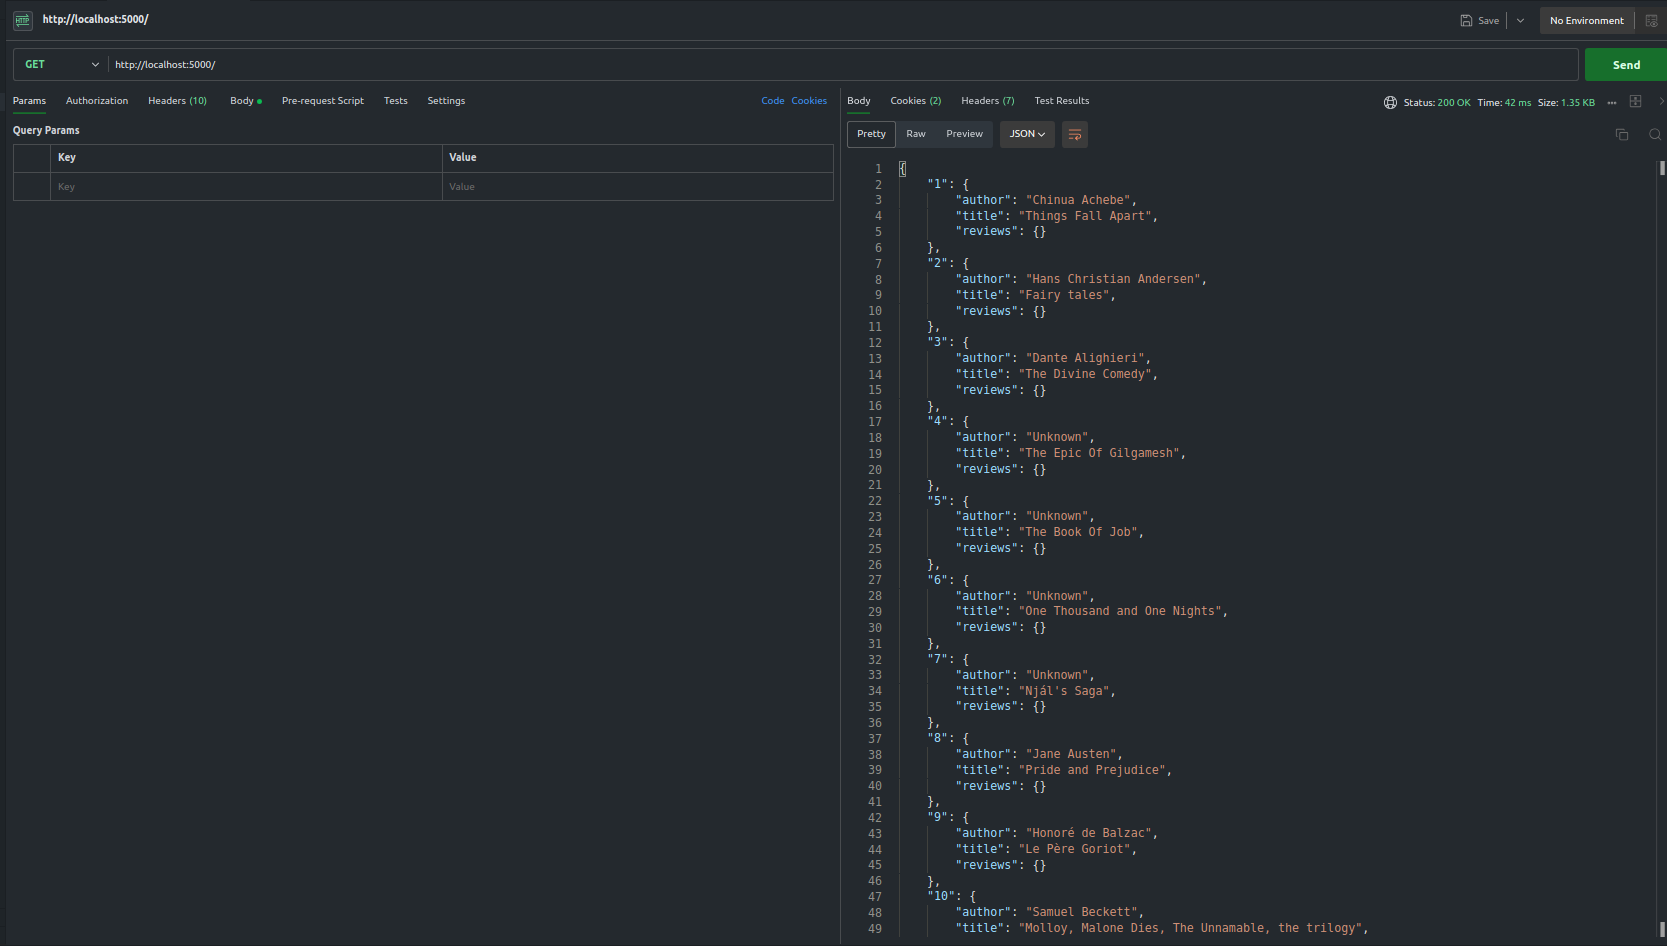 HTTP
http://localhost:5000/
Save
No Environment
GET
http://localhost:5000/
Send
Params Authorization Headers (10) Body Pre-request Script Tests Settings Code Cookies
Query Params
Key Value
Key Value
Body Cookies (2) Headers (7) Test Results Status: 200 OK Time: 42 ms Size: 1.35 KB
Pretty Raw Preview JSON
1 {
2 "1": {
3 "author": "Chinua Achebe",
4 "title": "Things Fall Apart",
5 "reviews": {}
6 },
7 "2": {
8 "author": "Hans Christian Andersen",
9 "title": "Fairy tales",
10 "reviews": {}
11 },
12 "3": {
13 "author": "Dante Alighieri",
14 "title": "The Divine Comedy",
15 "reviews": {}
16 },
17 "4": {
18 "author": "Unknown",
19 "title": "The Epic Of Gilgamesh",
20 "reviews": {}
21 },
22 "5": {
23 "author": "Unknown",
24 "title": "The Book Of Job",
25 "reviews": {}
26 },
27 "6": {
28 "author": "Unknown",
29 "title": "One Thousand and One Nights",
30 "reviews": {}
31 },
32 "7": {
33 "author": "Unknown",
34 "title": "Njál's Saga",
35 "reviews": {}
36 },
37 "8": {
38 "author": "Jane Austen",
39 "title": "Pride and Prejudice",
40 "reviews": {}
41 },
42 "9": {
43 "author": "Honoré de Balzac",
44 "title": "Le Père Goriot",
45 "reviews": {}
46 },
47 "10": {
48 "author": "Samuel Beckett",
49 "title": "Molloy, Malone Dies, The Unnamable, the trilogy",